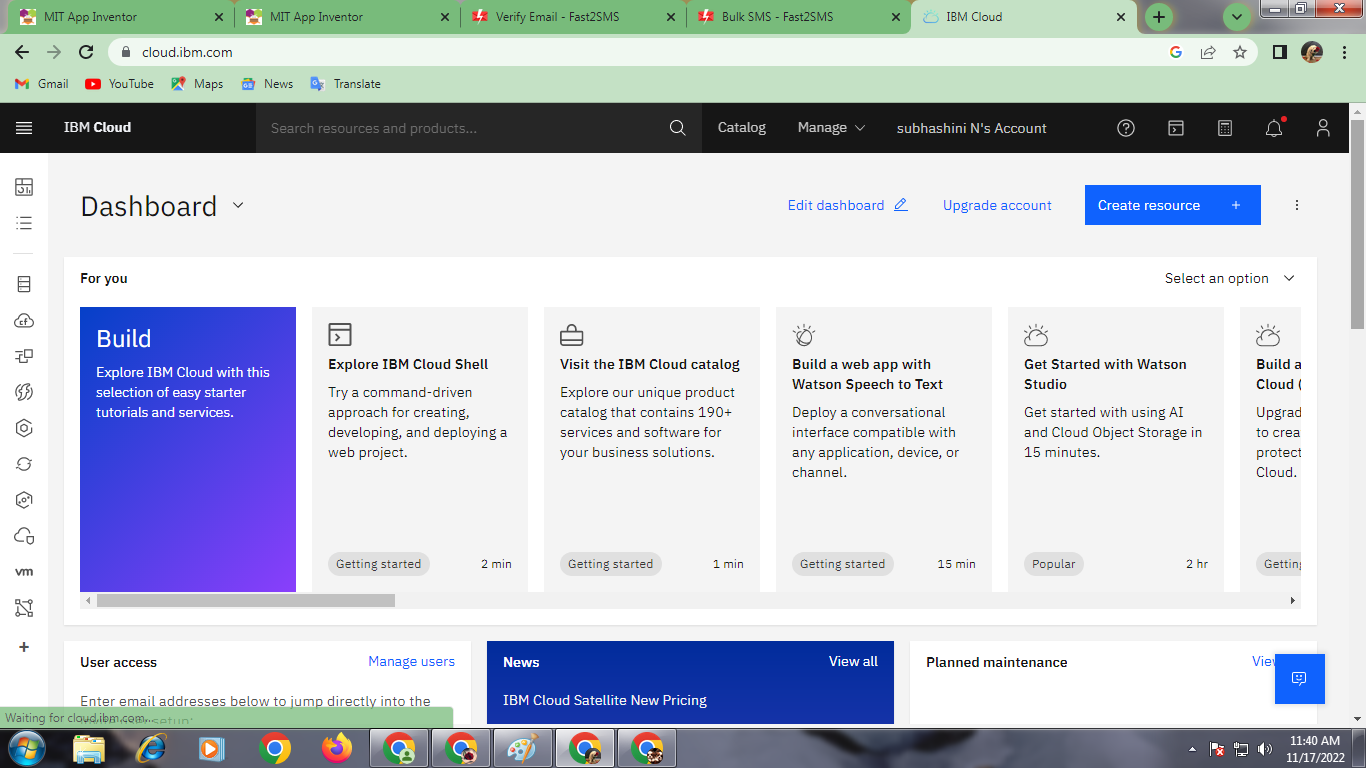 MIT App Inventor
MIT App Inventor
Verify Email - Fast2SMS
Bulk SMS - Fast2SMS
IBM Cloud
cloud.ibm.com
Gmail
YouTube
Maps
News
Translate
IBM Cloud
Search resources and products...
Catalog
Manage
subhashini N's Account
Dashboard
Edit dashboard
Upgrade account
Create resource +
For you
Select an option
Build
Explore IBM Cloud with this
selection of easy starter
tutorials and services.
Explore IBM Cloud Shell
Try a command-driven
approach for creating,
developing, and deploying a
web project.
Getting started
2 min
Visit the IBM Cloud catalog
Explore our unique product
catalog that contains 190+
services and software for
your business solutions.
Getting started
1 min
Build a web app with
Watson Speech to Text
Deploy a conversational
interface compatible with
any application, device, or
channel.
Getting started
15 min
Get Started with Watson
Studio
Get started with using AI
and Cloud Object Storage in
15 minutes.
Popular
2 hr
Build a
Cloud (
Upgrad
to crea
protect
Cloud.
Getting
vm
User access
Manage users
Enter email addresses below to jump directly into the
setup:
News
View all
IBM Cloud Satellite New Pricing
Planned maintenance
View
Waiting for cloud.ibm.com...
11:40 AM
11/17/2022